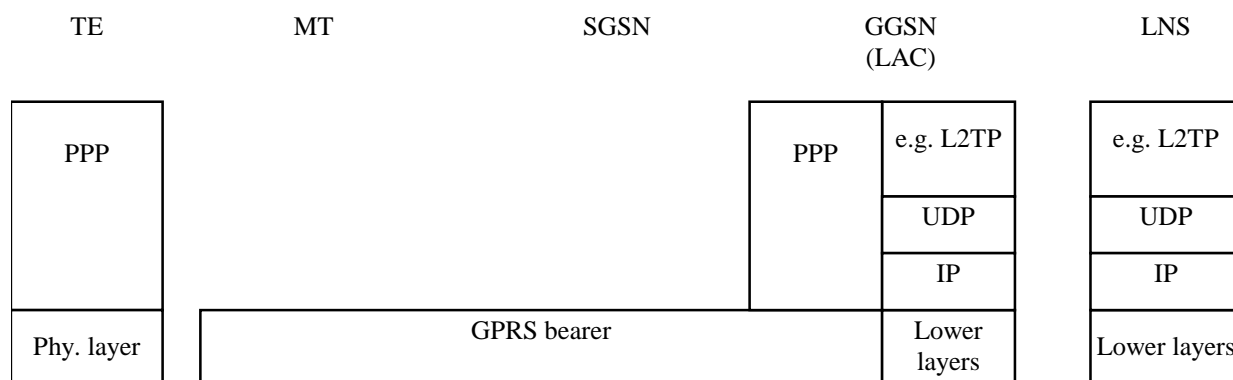 TE MT SGSN GGSN LNS
(LAC)
PPP PPP e.g. L2TP e.g. L2TP
UDP UDP
IP IP
Phy. layer GPRS bearer Lower Lower layers
layers